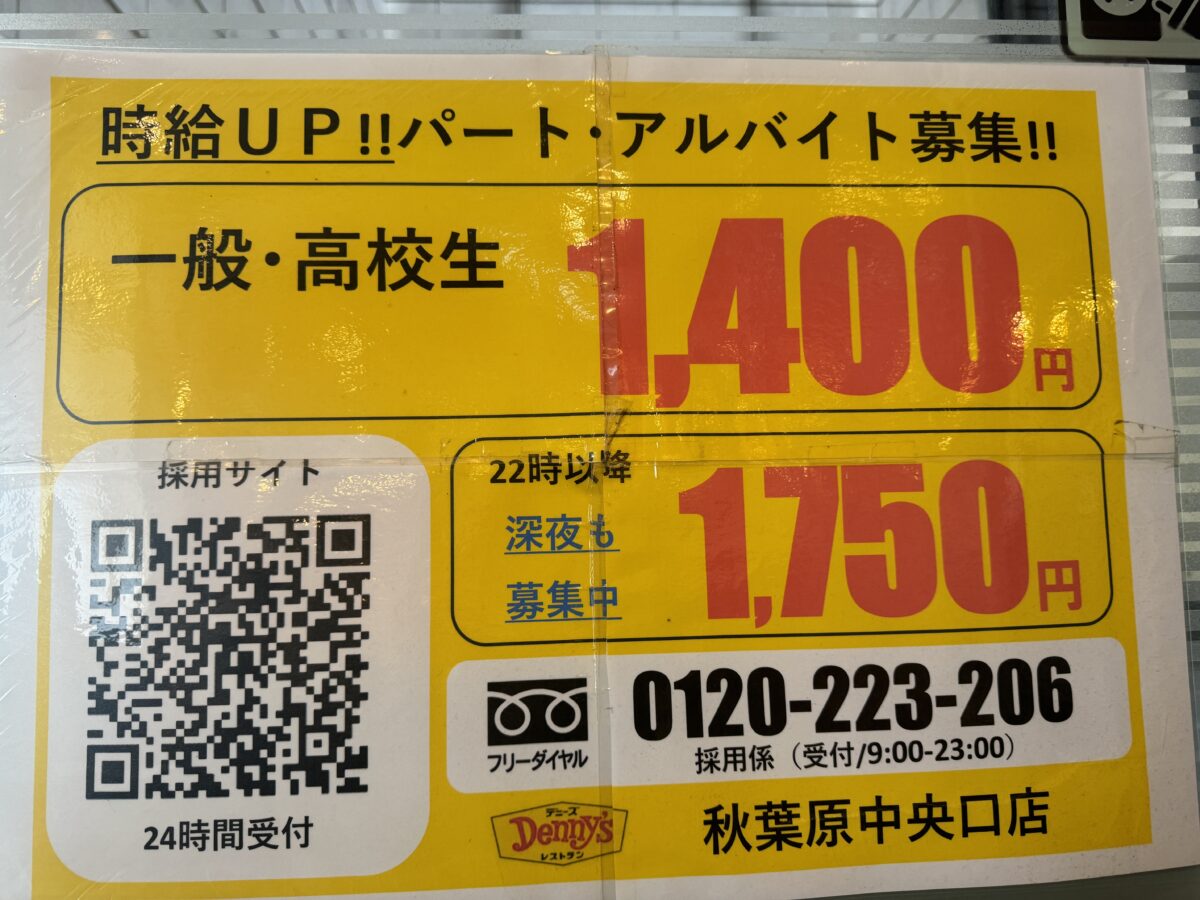 時給ＵＰ!!パート・アルバイト募集!!
一般・高校生
1,400円
採用サイト
24時間受付
22時以降
深夜も
募集中
1,750円
フリーダイヤル
0120-223-206
採用係（受付/9:00-23:00）
デニーズ
Denny's
レストラン
秋葉原中央口店